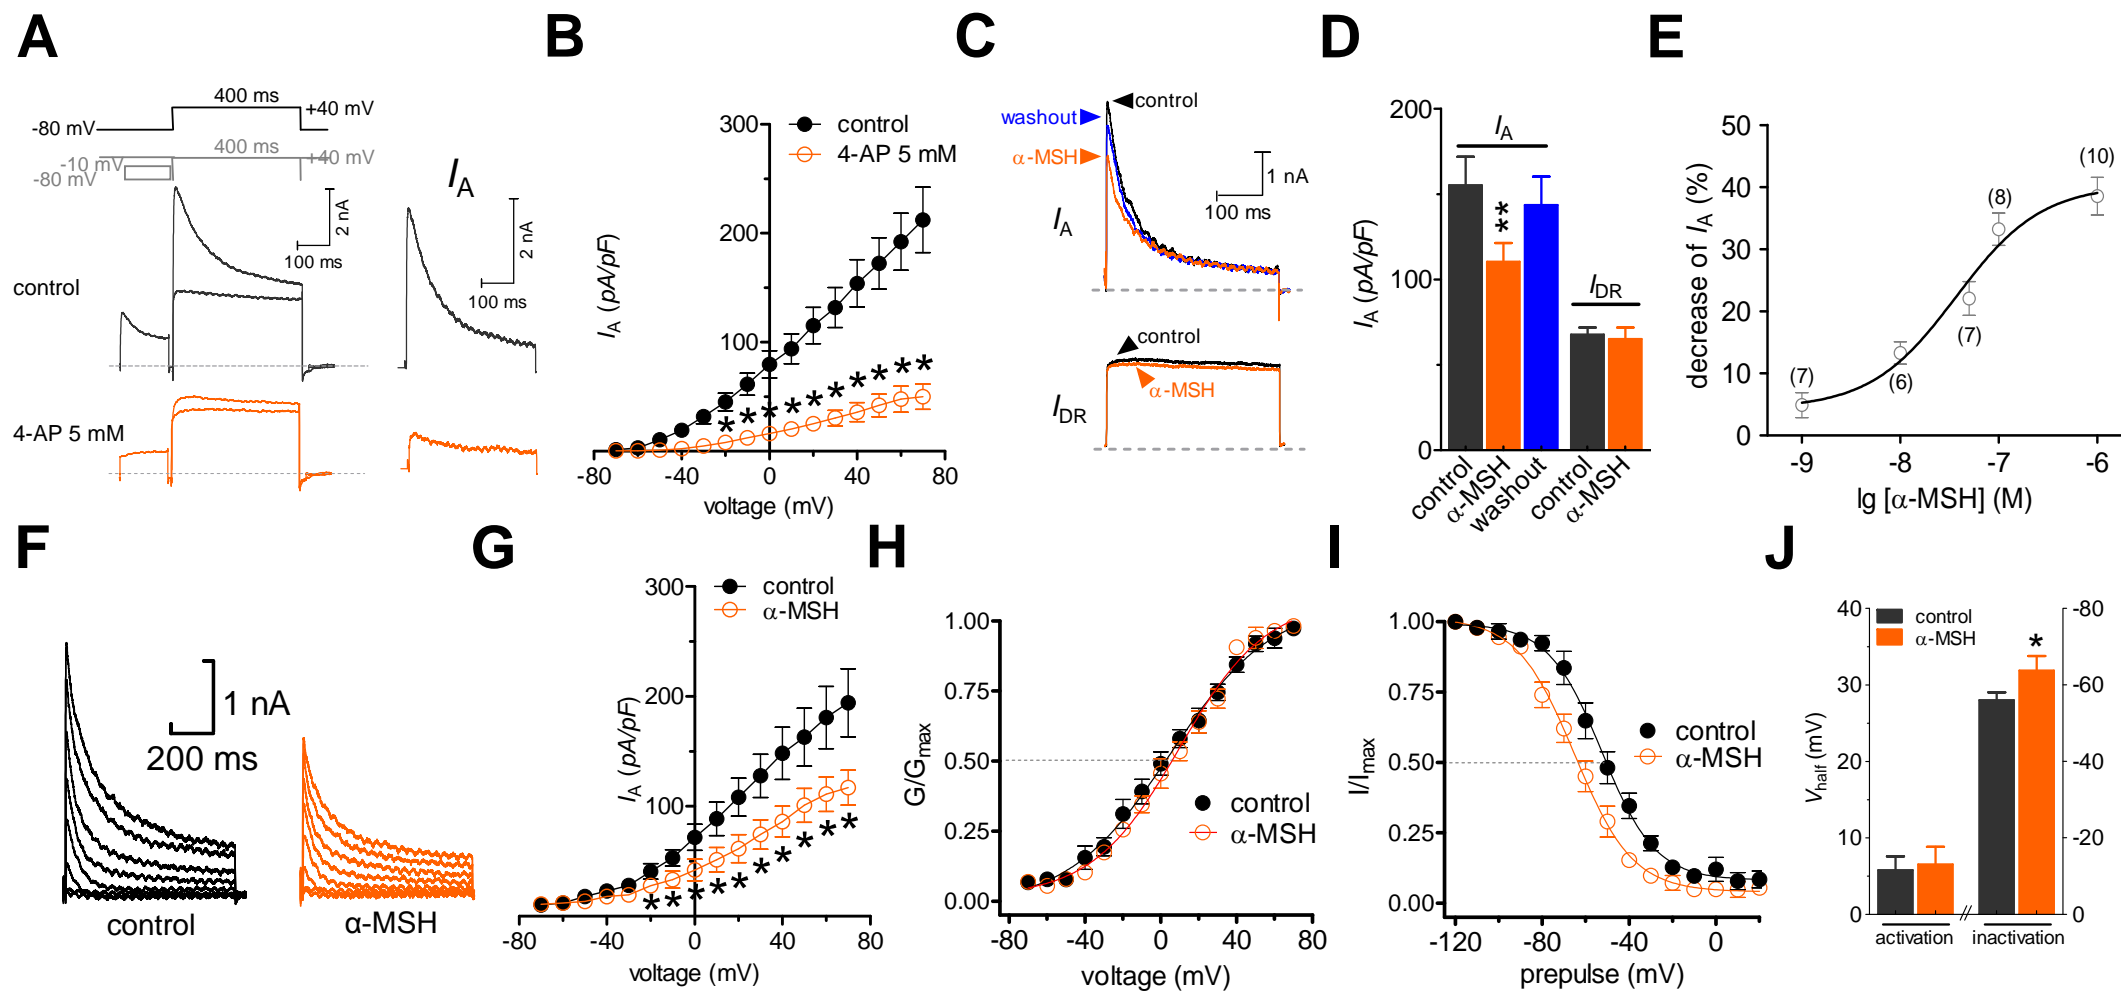 A
400 ms
+40 mV
-80 mV
400 ms
-10 mV
+40 mV
-80 mV
2 nA
100 ms
control
4-AP 5 mM
IA
2 nA
100 ms
B
control
4-AP 5 mM
300
200
100
IA (pA/pF)
* * * * * * * * * *
-80 -40 0 40 80
voltage (mV)
C
control
washout
α-MSH
1 nA
100 ms
IA
control
α-MSH
IDR
D
200
100
0
IA (pA/pF)
IA
**
IDR
control
α-MSH
washout
control
α-MSH
E
50
40
30
20
10
0
decrease of IA (%)
(7)
(6)
(7)
(8)
(10)
-9 -8 -7 -6
lg [α-MSH] (M)
F
1 nA
200 ms
control
α-MSH
G
control
α-MSH
300
200
100
IA (pA/pF)
* * * * * * * * * *
-80 -40 0 40 80
voltage (mV)
H
1.00
0.75
0.50
0.25
0.00
G/Gmax
control
α-MSH
-80 -40 0 40 80
voltage (mV)
I
1.00
0.75
0.50
0.25
0.00
I/Imax
control
α-MSH
-120 -80 -40 0
prepulse (mV)
J
control
α-MSH
40
30
20
10
0
Vhalf (mV)
*
-80
-60
-40
-20
0
activation
inactivation